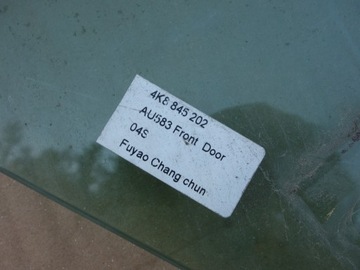 4K8 845 202
AU583 Front Door
04S
Fuyao Chang chun